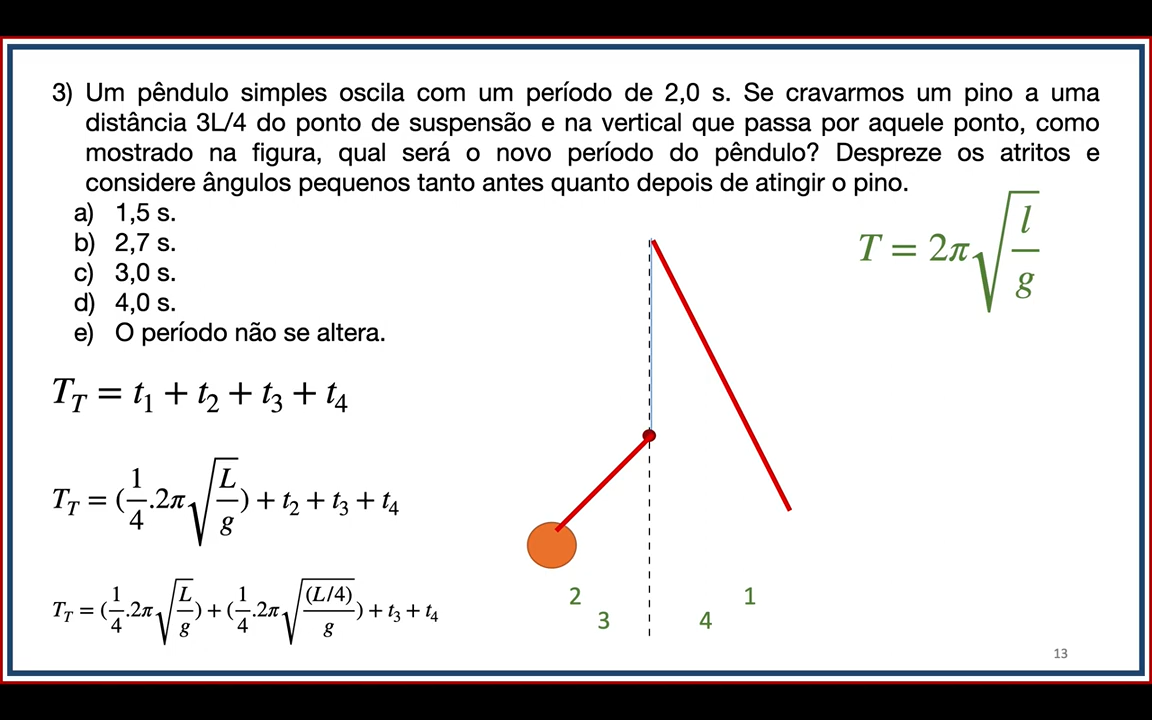 3) Um pêndulo simples oscila com um período de 2,0 s. Se cravarmos um pino a uma
distância 3L/4 do ponto de suspensão e na vertical que passa por aquele ponto, como
mostrado na figura, qual será o novo período do pêndulo? Despreze os atritos e
considere ângulos pequenos tanto antes quanto depois de atingir o pino.
a) 1,5 s.
b) 2,7 s.
c) 3,0 s.
d) 4,0 s.
e) O período não se altera.
T = 2π√(l/g)
T_T = t_1 + t_2 + t_3 + t_4
T_T = (1/4 .2π√(L/g)) + t_2 + t_3 + t_4
T_T = (1/4 .2π√(L/g)) + (1/4 .2π√((L/4)/g)) + t_3 + t_4
2 1
3 4
13